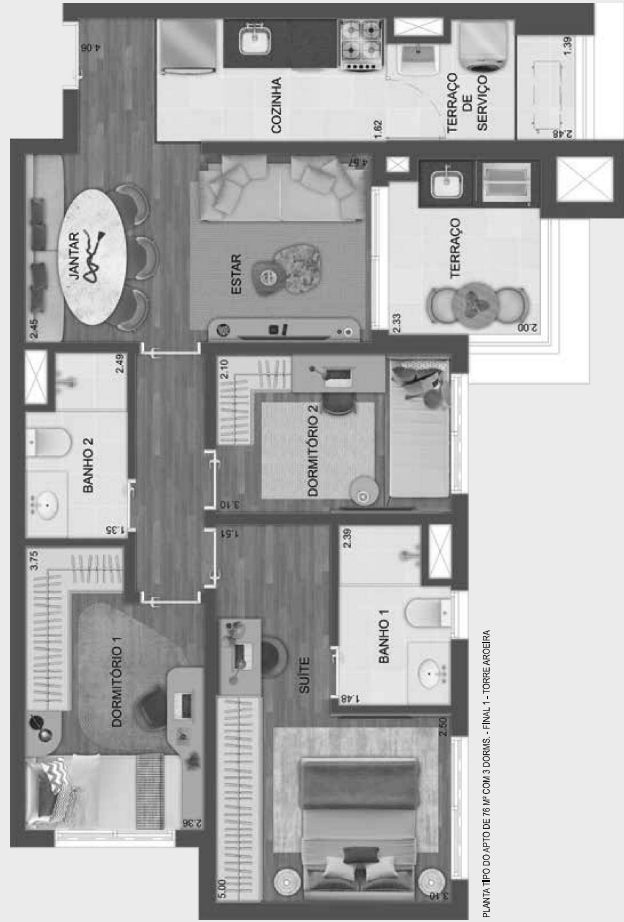 4.06
COZINHA
1.62
TERRAÇO
DE
SERVIÇO
1.39
2.48
JANTAR
2.45
ESTAR
4.57
TERRAÇO
2.33
2.00
BANHO 2
2.49
1.35
DORMITÓRIO 2
2.10
3.10
DORMITÓRIO 1
3.75
2.36
SUÍTE
1.51
5.00
3.10
2.50
BANHO 1
2.39
1.48
PLANTA TIPO DO APTO DE 76 M² COM 3 DORMS. - FINAL 1 - TORRE AROEIRA